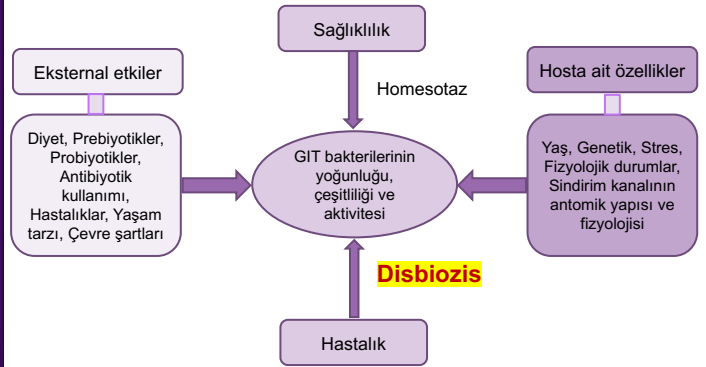 Sağlıklılık
Eksternal etkiler
Homesotaz
Hosta ait özellikler
Diyet, Prebiyotikler,
Probiyotikler,
Antibiyotik
kullanımı,
Hastalıklar, Yaşam
tarzı, Çevre şartları
GIT bakterilerinin
yoğunluğu,
çeşitliliği ve
aktivitesi
Yaş, Genetik, Stres,
Fizyolojik durumlar,
Sindirim kanalının
antomik yapısı ve
fizyolojisi
Disbiozis
Hastalık